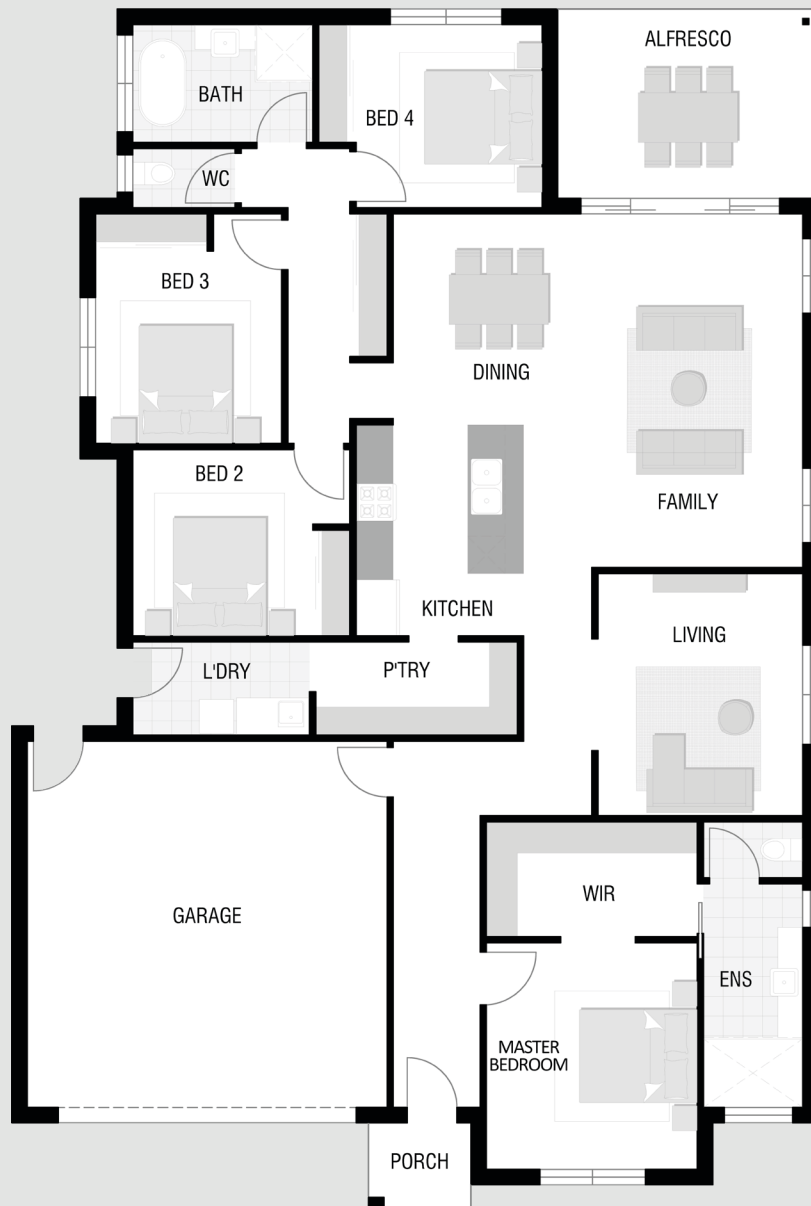 ALFRESCO
BATH
BED 4
WC
BED 3
DINING
BED 2
FAMILY
KITCHEN
LIVING
L'DRY
P'TRY
WIR
GARAGE
ENS
MASTER
BEDROOM
PORCH